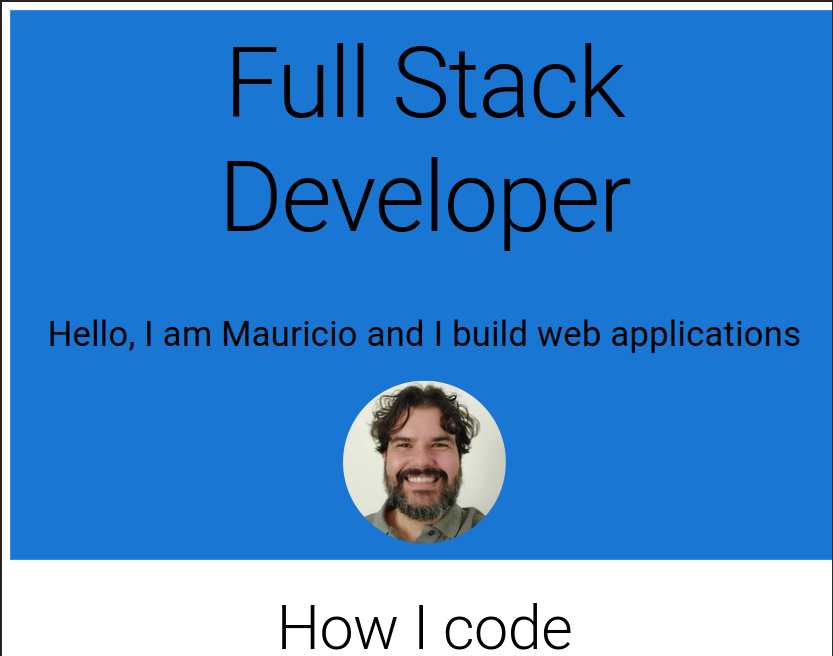 Full Stack
Developer
Hello, I am Mauricio and I build web applications
How I code